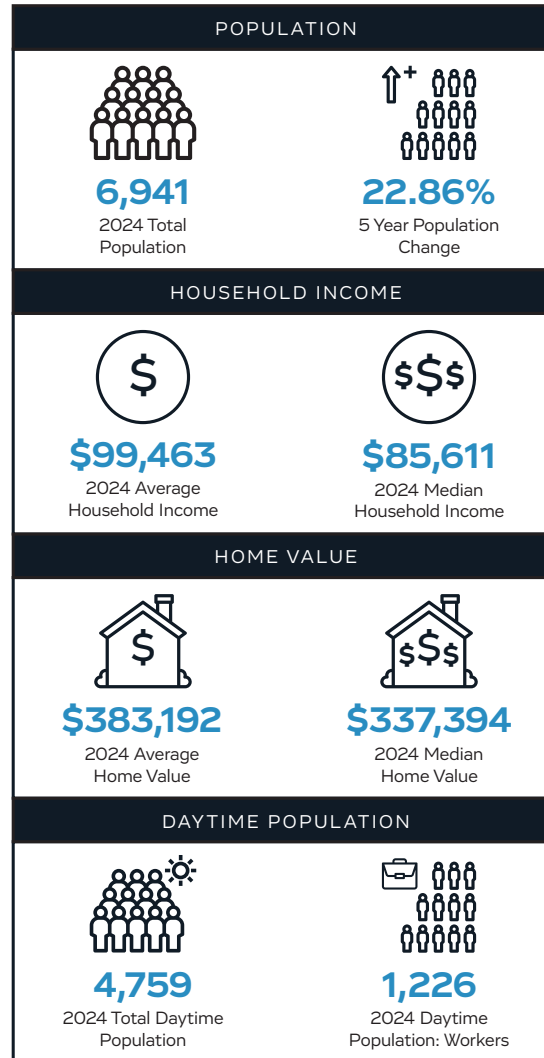 POPULATION
6,941
2024 Total
Population
22.86%
5 Year Population
Change
HOUSEHOLD INCOME
$
$99,463
2024 Average
Household Income
$$$
$85,611
2024 Median
Household Income
HOME VALUE
$
$383,192
2024 Average
Home Value
$$$
$337,394
2024 Median
Home Value
DAYTIME POPULATION
4,759
2024 Total Daytime
Population
1,226
2024 Daytime
Population: Workers